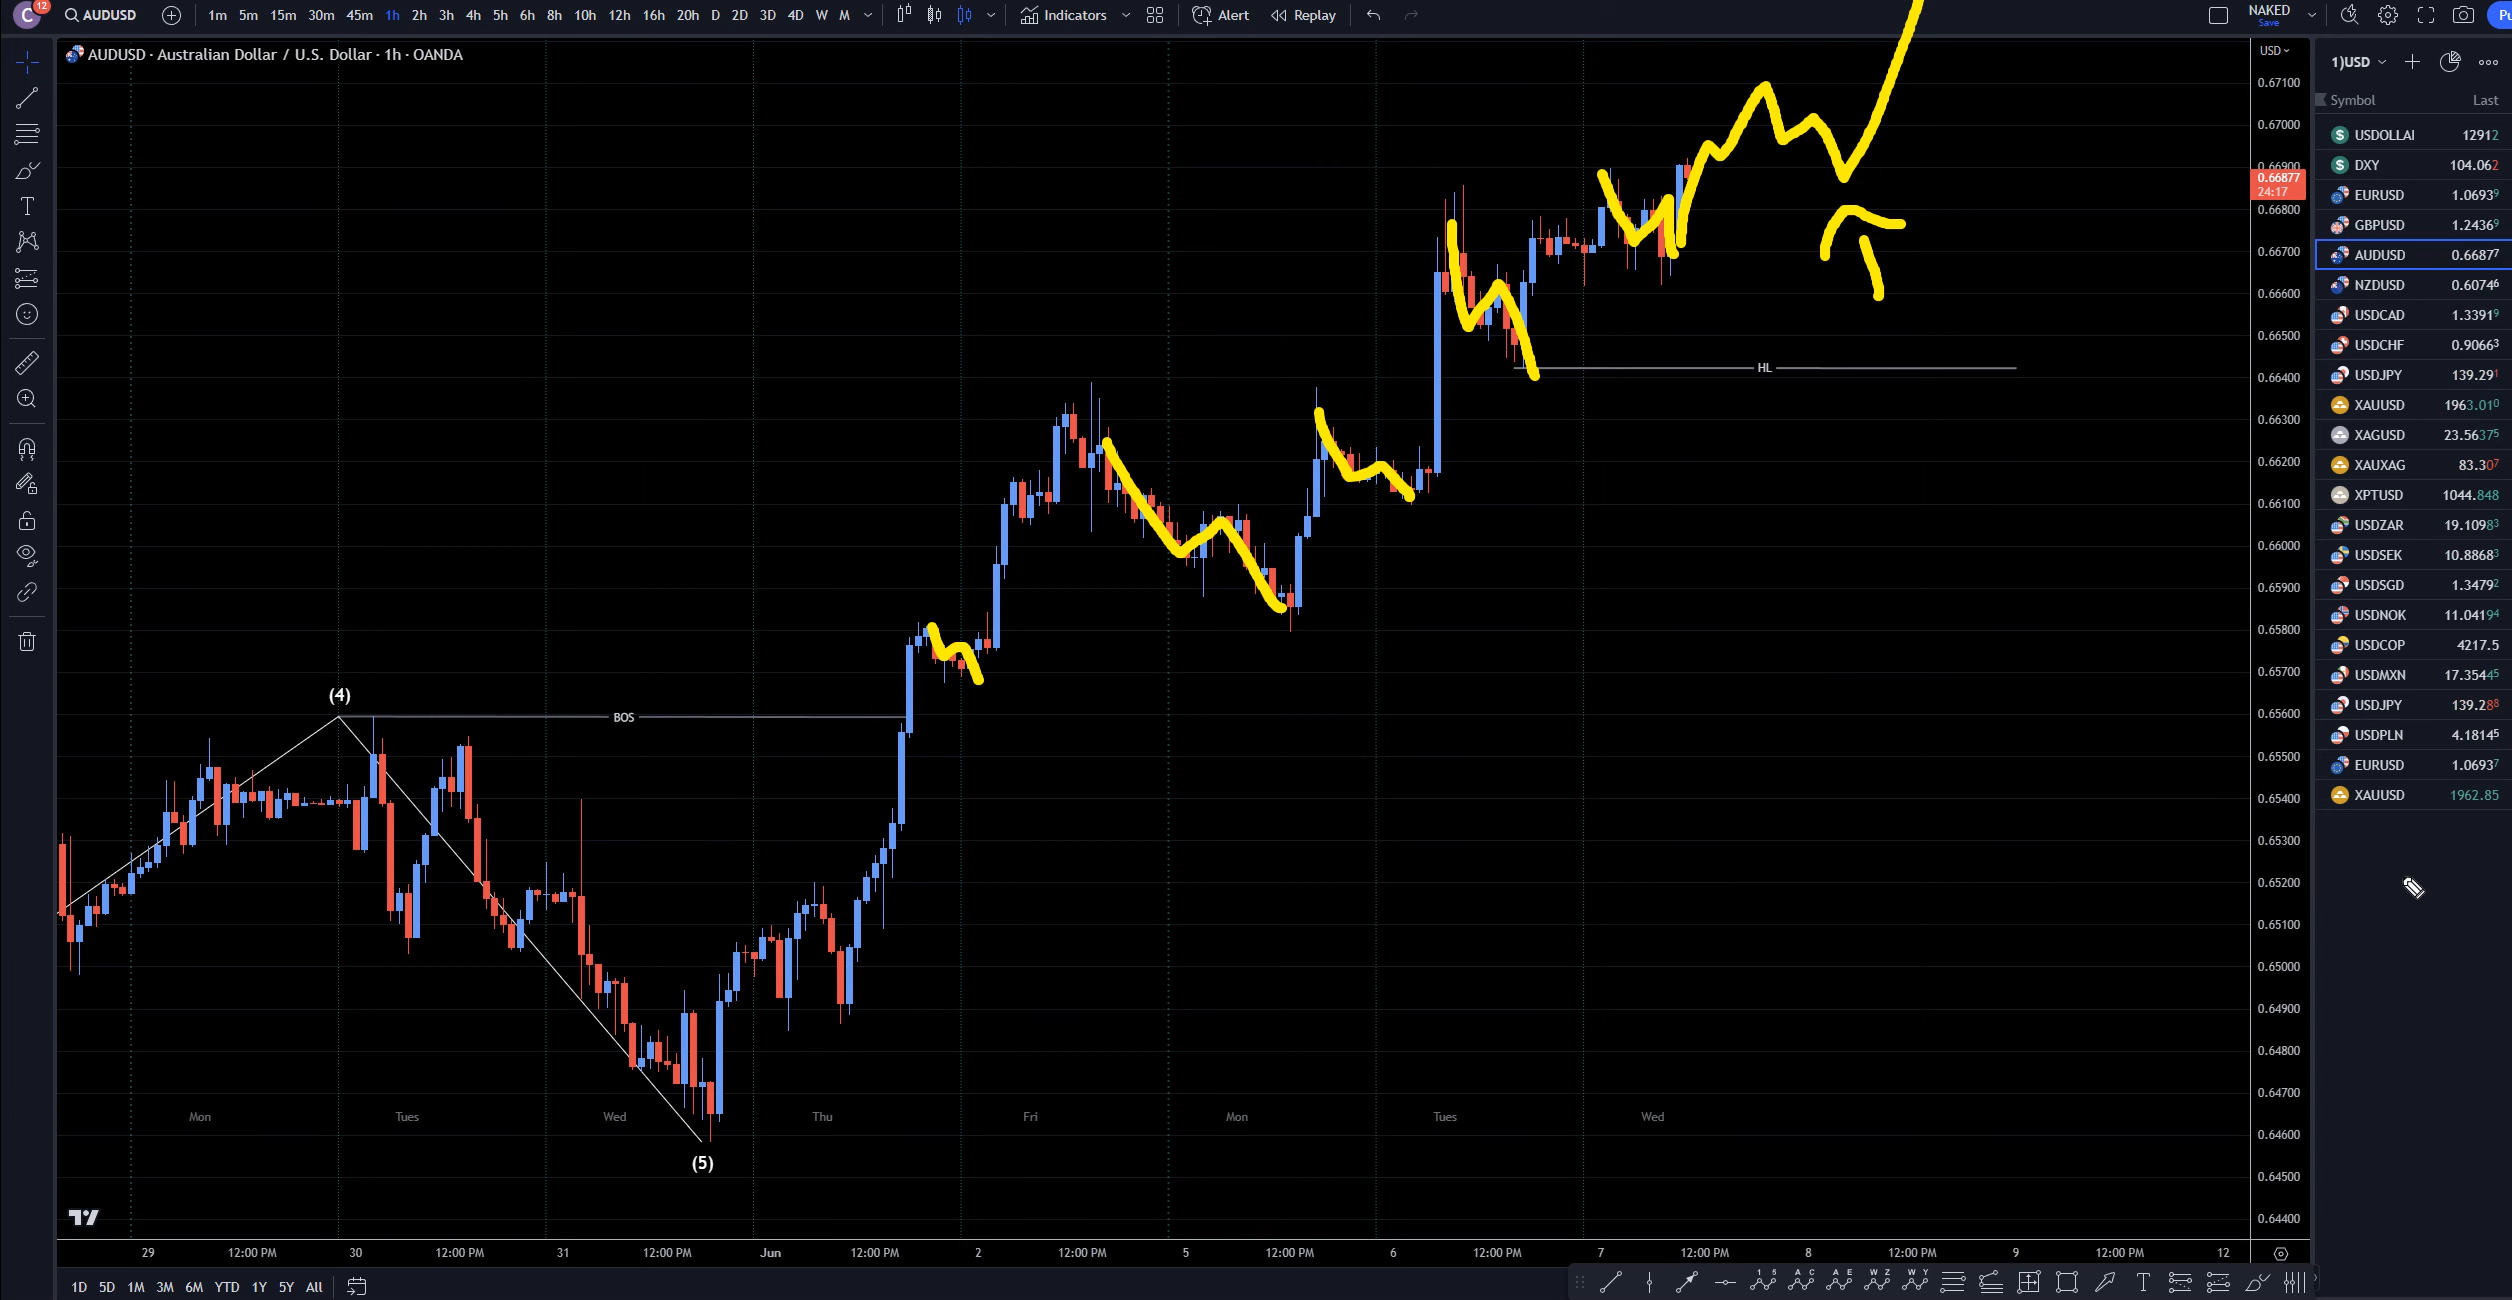 C 12 AUDUSD 1m 5m 15m 30m 45m 1h 2h 3h 4h 5h 6h 8h 10h 12h 16h 20h D 2D 3D 4D W M Indicators Alert Replay NAKED Save Pu
AUDUSD · Australian Dollar / U.S. Dollar · 1h · OANDA
USD
0.67100
0.67000
0.66900
0.66877
24:17
0.66800
0.66700
0.66600
0.66500
0.66400
0.66300
0.66200
0.66100
0.66000
0.65900
0.65800
0.65700
0.65600
0.65500
0.65400
0.65300
0.65200
0.65100
0.65000
0.64900
0.64800
0.64700
0.64600
0.64500
0.64400
HL
(4)
BOS
(5)
Mon Tues Wed Thu Fri Mon Tues Wed
29 12:00 PM 30 12:00 PM 31 12:00 PM Jun 12:00 PM 2 12:00 PM 5 12:00 PM 6 12:00 PM 7 12:00 PM 8 12:00 PM 9 12:00 PM 12
1D 5D 1M 3M 6M YTD 1Y 5Y All
1)USD
Symbol Last
USDOLLAI 12912
DXY 104.062
EURUSD 1.06939
GBPUSD 1.24369
AUDUSD 0.66877
NZDUSD 0.60746
USDCAD 1.33919
USDCHF 0.90663
USDJPY 139.291
XAUUSD 1963.010
XAGUSD 23.56375
XAUXAG 83.307
XPTUSD 1044.848
USDZAR 19.10983
USDSEK 10.88683
USDSGD 1.34792
USDNOK 11.04194
USDCOP 4217.5
USDMXN 17.35445
USDJPY 139.288
USDPLN 4.18145
EURUSD 1.06937
XAUUSD 1962.85